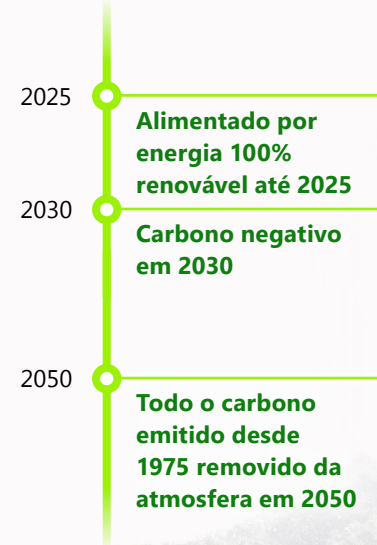 2025
Alimentado por
energia 100%
renovável até 2025
2030
Carbono negativo
em 2030
2050
Todo o carbono
emitido desde
1975 removido da
atmosfera em 2050